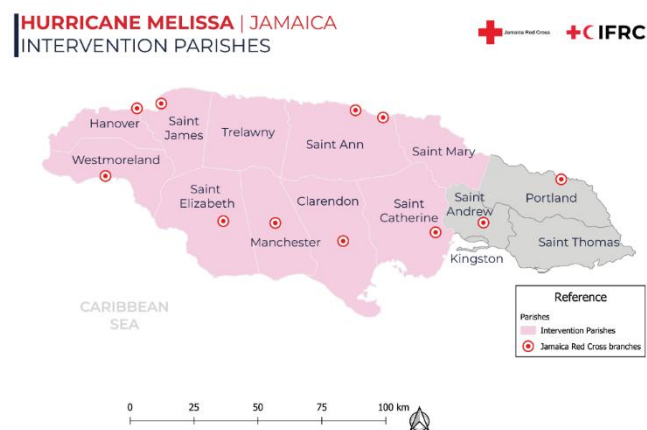 HURRICANE MELISSA | JAMAICA
INTERVENTION PARISHES
Jamaica Red Cross
IFRC
Hanover
Saint
James
Trelawny
Saint Ann
Saint Mary
Westmoreland
Saint
Elizabeth
Manchester
Clarendon
Saint
Catherine
Saint
Andrew
Kingston
Portland
Saint Thomas
CARIBBEAN
SEA
Reference
Parishes
Intervention Parishes
Jamaica Red Cross branches
0 25 50 75 100 km